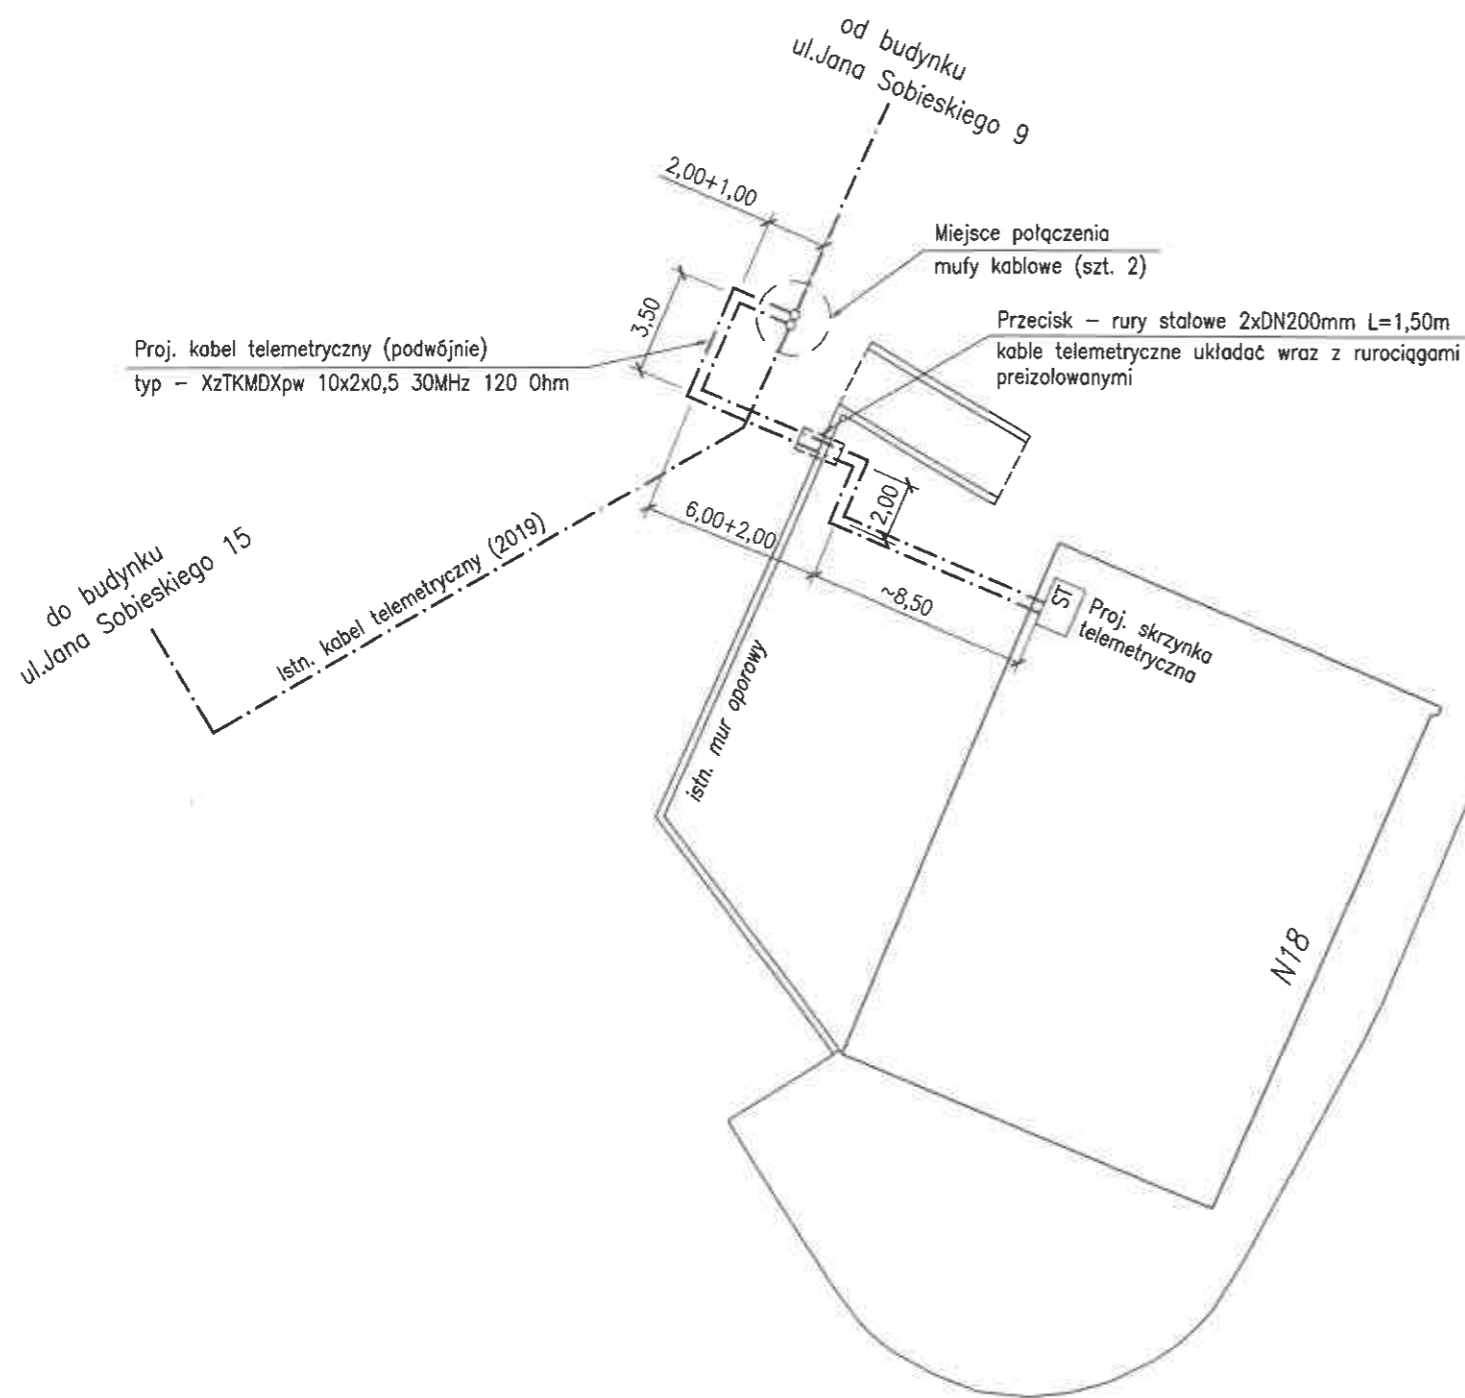 od budynku
ul.Jana Sobieskiego 9
2,00+1,00
Miejsce połączenia
mufy kablowe (szt. 2)
3,50
Przecisk – rury stalowe 2xDN200mm L=1,50m
kable telemetryczne układać wraz z rurociągami
preizolowanymi
Proj. kabel telemetryczny (podwójnie)
typ – XzTKMDXpw 10x2x0,5 30MHz 120 Ohm
2,00
6,00+2,00
~8,50
do budynku
ul.Jana Sobieskiego 15
Istn. kabel telemetryczny (2019)
ST
Proj. skrzynka
telemetryczna
istn. mur oporowy
N18